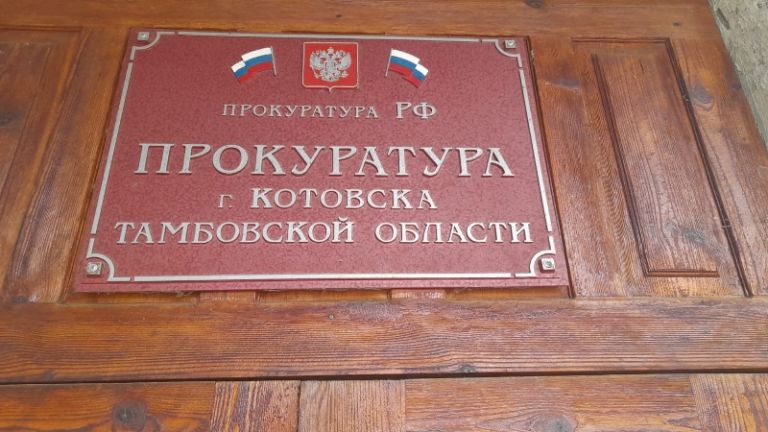 ПРОКУРАТУРА РФ
ПРОКУРАТУРА
г. КОТОВСКА
ТАМБОВСКОЙ ОБЛАСТИ